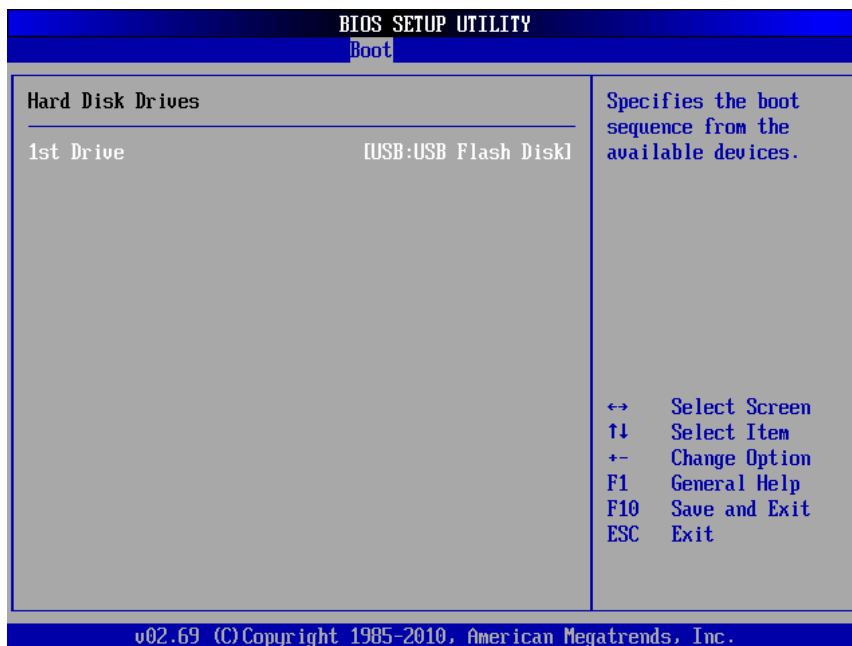 BIOS SETUP UTILITY
Boot
Hard Disk Drives
1st Drive [USB:USB Flash Disk]
Specifies the boot
sequence from the
available devices.
←→ Select Screen
↑↓ Select Item
+- Change Option
F1 General Help
F10 Save and Exit
ESC Exit
v02.69 (C)Copyright 1985-2010, American Megatrends, Inc.